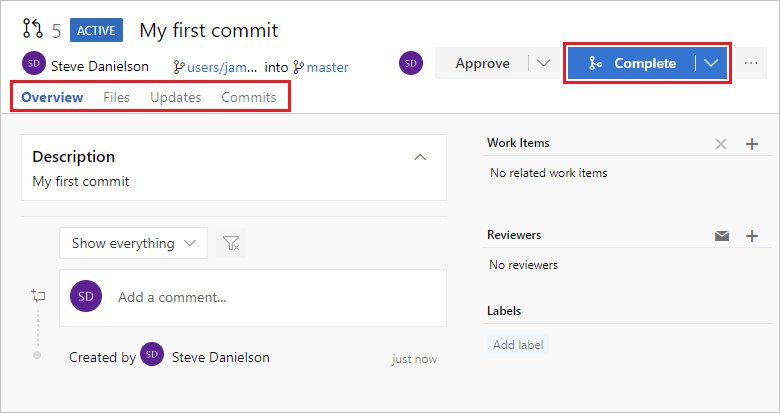 5 ACTIVE My first commit
SD Steve Danielson users/jam... into master SD Approve Complete ...
Overview Files Updates Commits
Description
My first commit
Work Items
No related work items
Show everything
Reviewers
No reviewers
SD Add a comment...
Labels
Add label
Created by SD Steve Danielson just now